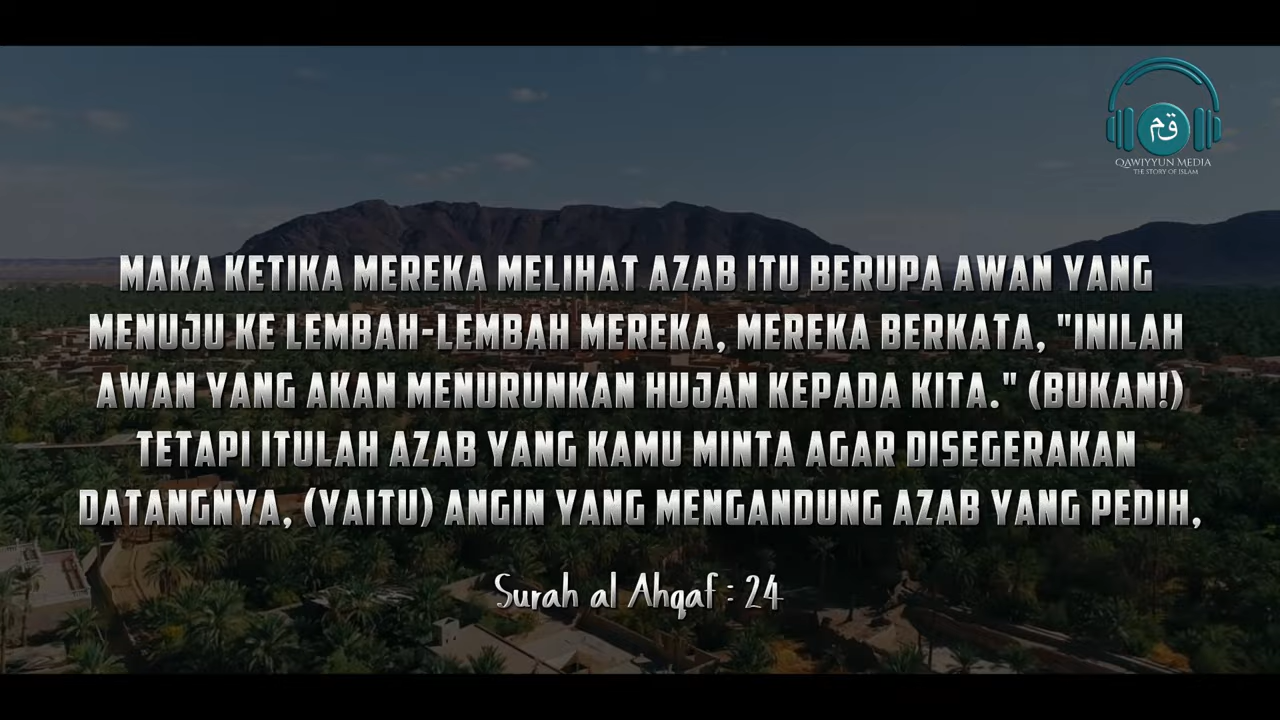 قم
QAWIYYUN MEDIA
THE STORY OF ISLAM
MAKA KETIKA MEREKA MELIHAT AZAB ITU BERUPA AWAN YANG
MENUJU KE LEMBAH-LEMBAH MEREKA, MEREKA BERKATA, "INILAH
AWAN YANG AKAN MENURUNKAN HUJAN KEPADA KITA." (BUKAN!)
TETAPI ITULAH AZAB YANG KAMU MINTA AGAR DISEGERAKAN
DATANGNYA, (YAITU) ANGIN YANG MENGANDUNG AZAB YANG PEDIH,
Surah al Ahqaf : 24